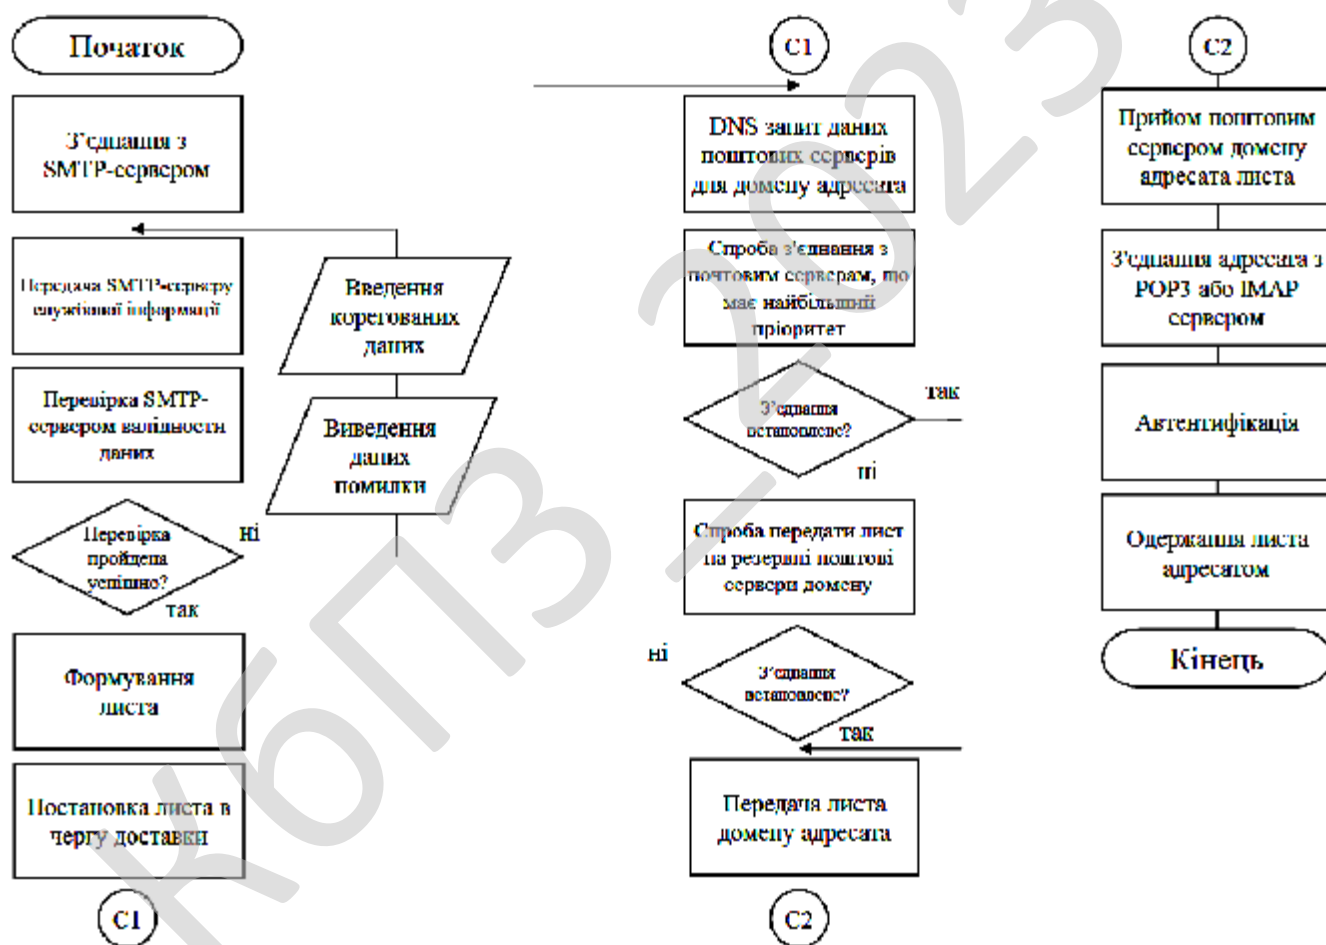 Початок
З'єднання з
SMTP-сервером
Передача SMTP-серверу
службової інформації
Перевірка SMTP-
сервером валідности
даних
Перевірка
пройдена
успішно?
ні
так
Формування
листа
Постановка листа в
чергу доставки
C1
Введення
корегованих
даних
Виведення
даних
помилки
C1
DNS запит даних
поштових серверів
для домену адресата
Спроба з'єднання з
почтовим сервером, що
має найбільший
пріоритет
З'єднання
встановлене?
так
ні
Спроба передати лист
на резервні поштові
сервери домену
ні
З'єднання
встановлене?
так
Передача листа
домену адресата
C2
C2
Прийом поштовим
сервером домену
адресата листа
З'єднання адресата з
POP3 або IMAP
сервером
Автентифікація
Одержання листа
адресатом
Кінець
КбПЗ_2023